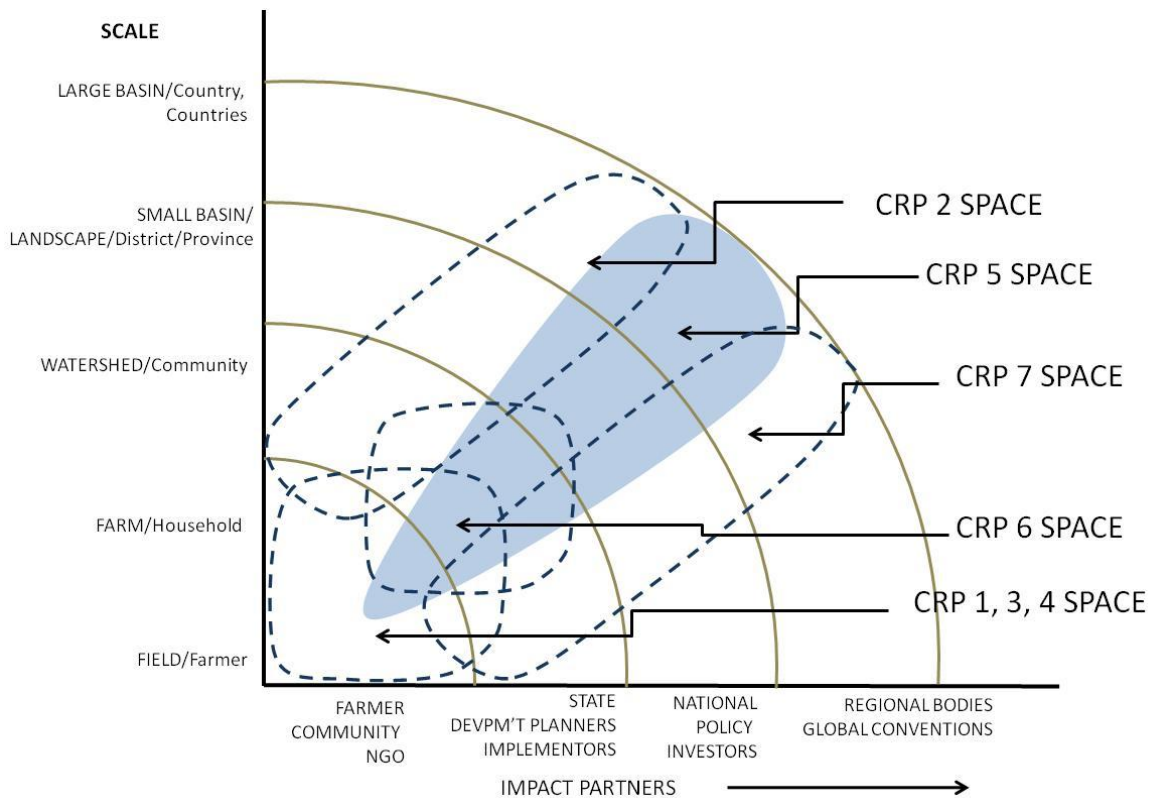 SCALE
LARGE BASIN/Country,
Countries
SMALL BASIN/
LANDSCAPE/District/Province
WATERSHED/Community
FARM/Household
FIELD/Farmer
CRP 2 SPACE
CRP 5 SPACE
CRP 7 SPACE
CRP 6 SPACE
CRP 1, 3, 4 SPACE
FARMER
COMMUNITY
NGO
STATE
DEVPM'T PLANNERS
IMPLEMENTORS
NATIONAL
POLICY
INVESTORS
REGIONAL BODIES
GLOBAL CONVENTIONS
IMPACT PARTNERS